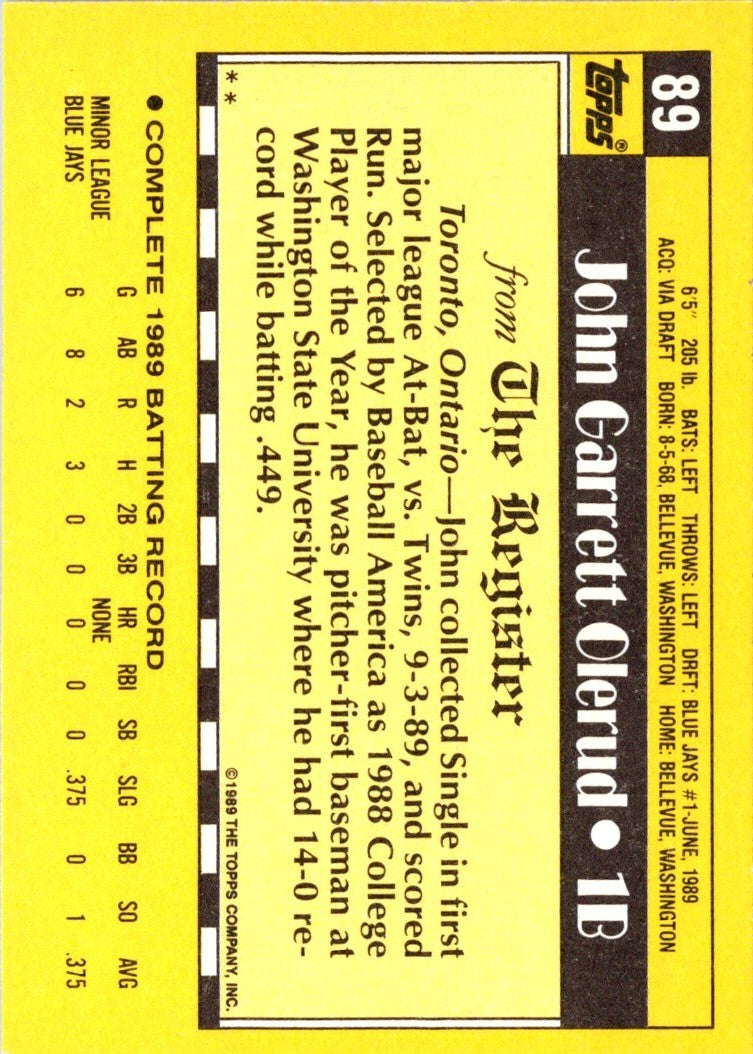 89
6'5" 205 lb. BATS: LEFT THROWS: LEFT DRFT: BLUE JAYS #1-JUNE, 1989
ACQ: VIA DRAFT BORN: 8-5-68, BELLEVUE, WASHINGTON HOME: BELLEVUE, WASHINGTON
topps®
John Garrett Olerud • 1B
from The Register
Toronto, Ontario—John collected Single in first
major league At-Bat, vs. Twins, 9-3-89, and scored
Run. Selected by Baseball America as 1988 College
Player of the Year, he was pitcher-first baseman at
Washington State University where he had 14-0 re-
cord while batting .449.
* *
©1989 THE TOPPS COMPANY, INC.
• COMPLETE 1989 BATTING RECORD
G AB R H 2B 3B HR RBI SB SLG BB SO AVG
MINOR LEAGUE NONE
BLUE JAYS 6 8 2 3 0 0 0 0 0 .375 0 1 .375